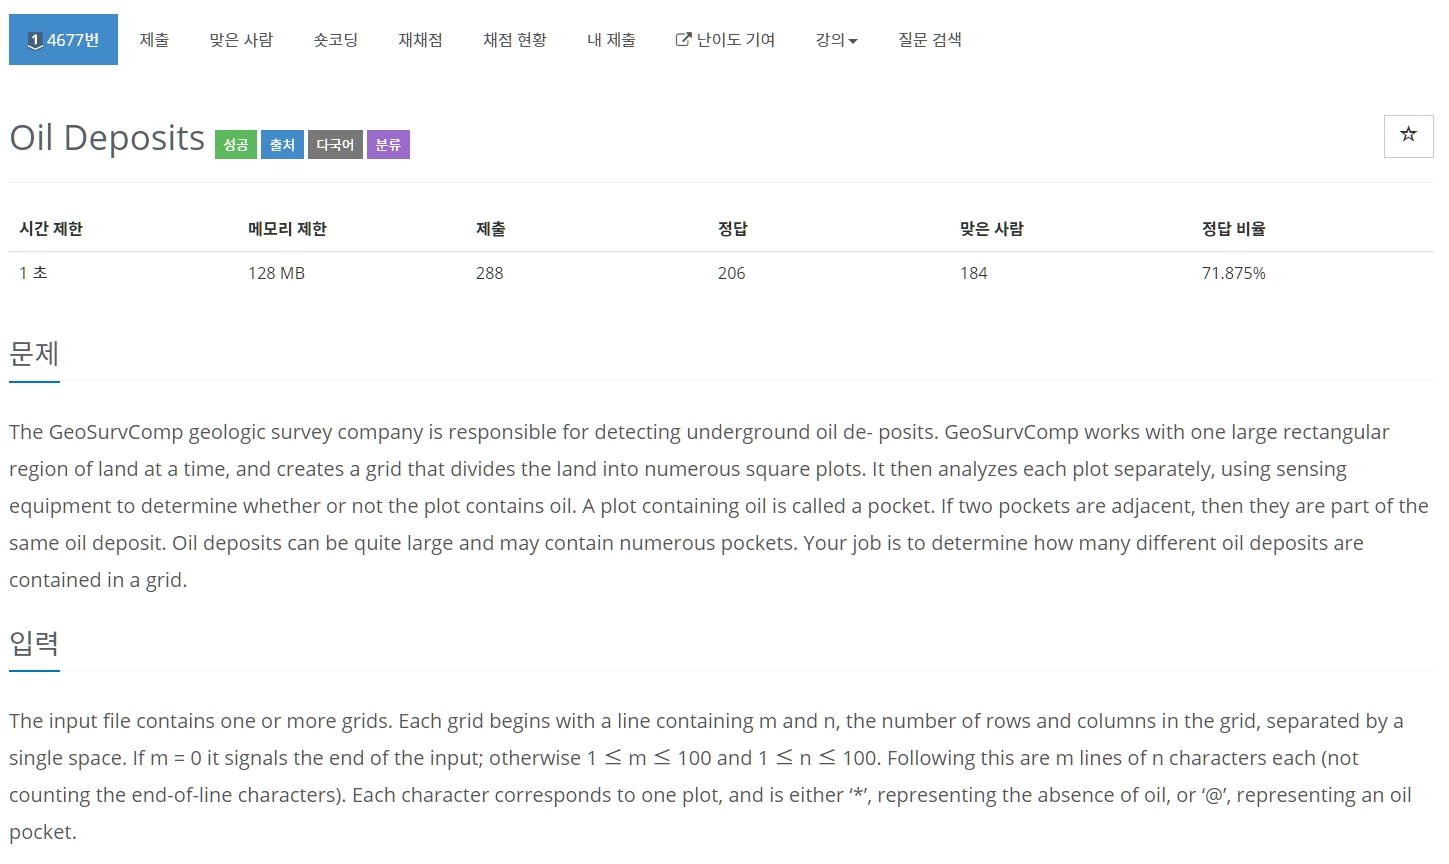 1 4677번 제출 맞은 사람 숏코딩 재채점 채점 현황 내 제출 난이도 기여 강의 질문 검색
Oil Deposits 성공 출처 다국어 분류
시간 제한 메모리 제한 제출 정답 맞은 사람 정답 비율
1 초 128 MB 288 206 184 71.875%
문제
The GeoSurvComp geologic survey company is responsible for detecting underground oil de- posits. GeoSurvComp works with one large rectangular
region of land at a time, and creates a grid that divides the land into numerous square plots. It then analyzes each plot separately, using sensing
equipment to determine whether or not the plot contains oil. A plot containing oil is called a pocket. If two pockets are adjacent, then they are part of the
same oil deposit. Oil deposits can be quite large and may contain numerous pockets. Your job is to determine how many different oil deposits are
contained in a grid.
입력
The input file contains one or more grids. Each grid begins with a line containing m and n, the number of rows and columns in the grid, separated by a
single space. If m = 0 it signals the end of the input; otherwise 1 ≤ m ≤ 100 and 1 ≤ n ≤ 100. Following this are m lines of n characters each (not
counting the end-of-line characters). Each character corresponds to one plot, and is either ‘*’, representing the absence of oil, or ‘@’, representing an oil
pocket.